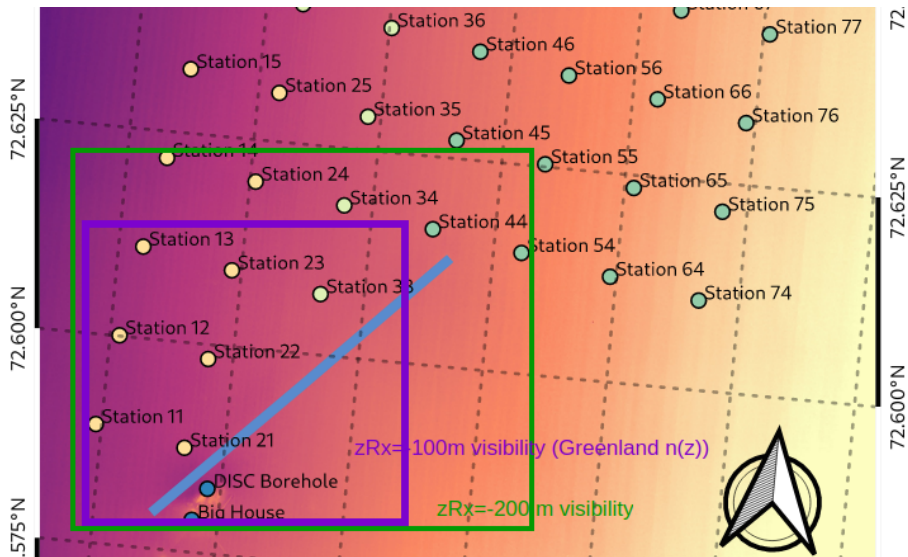 Station 36
Station 77
Station 46
Station 15
Station 56
Station 25
Station 66
Station 35
Station 76
Station 45
72.625°N
Station 14
Station 55
Station 24
Station 65
Station 34
Station 75
72.625°N
Station 44
Station 13
Station 54
Station 23
Station 64
Station 33
Station 74
72.600°N
Station 12
Station 22
72.600°N
Station 11
Station 21
zRx=-100m visibility (Greenland n(z))
DISC Borehole
zRx=-200 m visibility
Big House